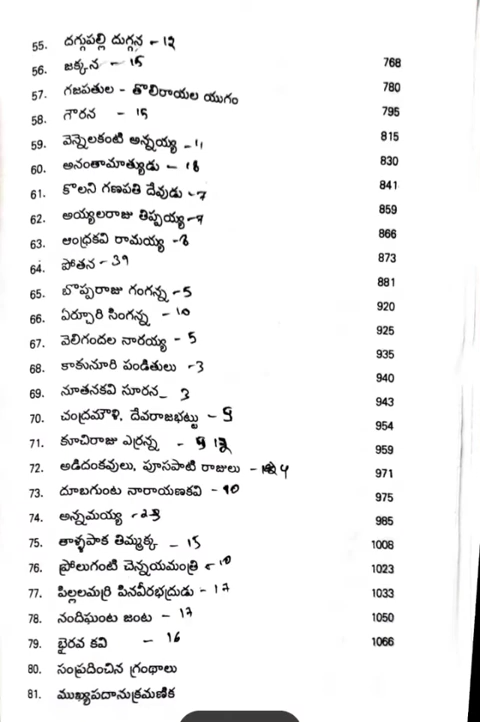 55. దగ్గుపల్లి దుగ్గన - 12
56. జక్కన - 15 768
57. గజపతుల - తొలిరాయల యుగం 780
58. గౌరన - 15 795
59. వెన్నెలకంటి అన్నయ్య - 11 815
60. అనంతామాత్యుడు - 18 830
61. కొలని గణపతి దేవుడు - 7 841
62. అయ్యలరాజు తిప్పయ్య - 859
63. ఆంధ్రకవి రామయ్య - 8 866
64. పోతన - 39 873
65. బొప్పరాజు గంగన్న - 5 881
66. ఏర్చూరి సింగన్న - 10 920
67. వెలిగందల నారయ్య - 5 925
68. కాకునూరి పండితులు - 3 935
69. నూతనకవి సూరన - 3 940
70. చంద్రమౌళి, దేవరాజభట్టు - 943
71. కూచిరాజు ఎర్రన్న - 954
72. అడిదంకవులు, పూసపాటి రాజులు - 4 959
73. దూబగుంట నారాయణకవి - 10 971
74. అన్నమయ్య - 23 975
75. తాళ్ళపాక తిమ్మక్క - 15 985
76. ప్రోలుగంటి చెన్నయమంత్రి - 10 1008
77. పిల్లలమర్రి పినవీరభద్రుడు - 17 1023
78. నందిఘంట జంట - 17 1033
79. భైరవ కవి - 16 1050
80. సంప్రదించిన గ్రంథాలు 1066
81. ముఖ్యపదానుక్రమణిక